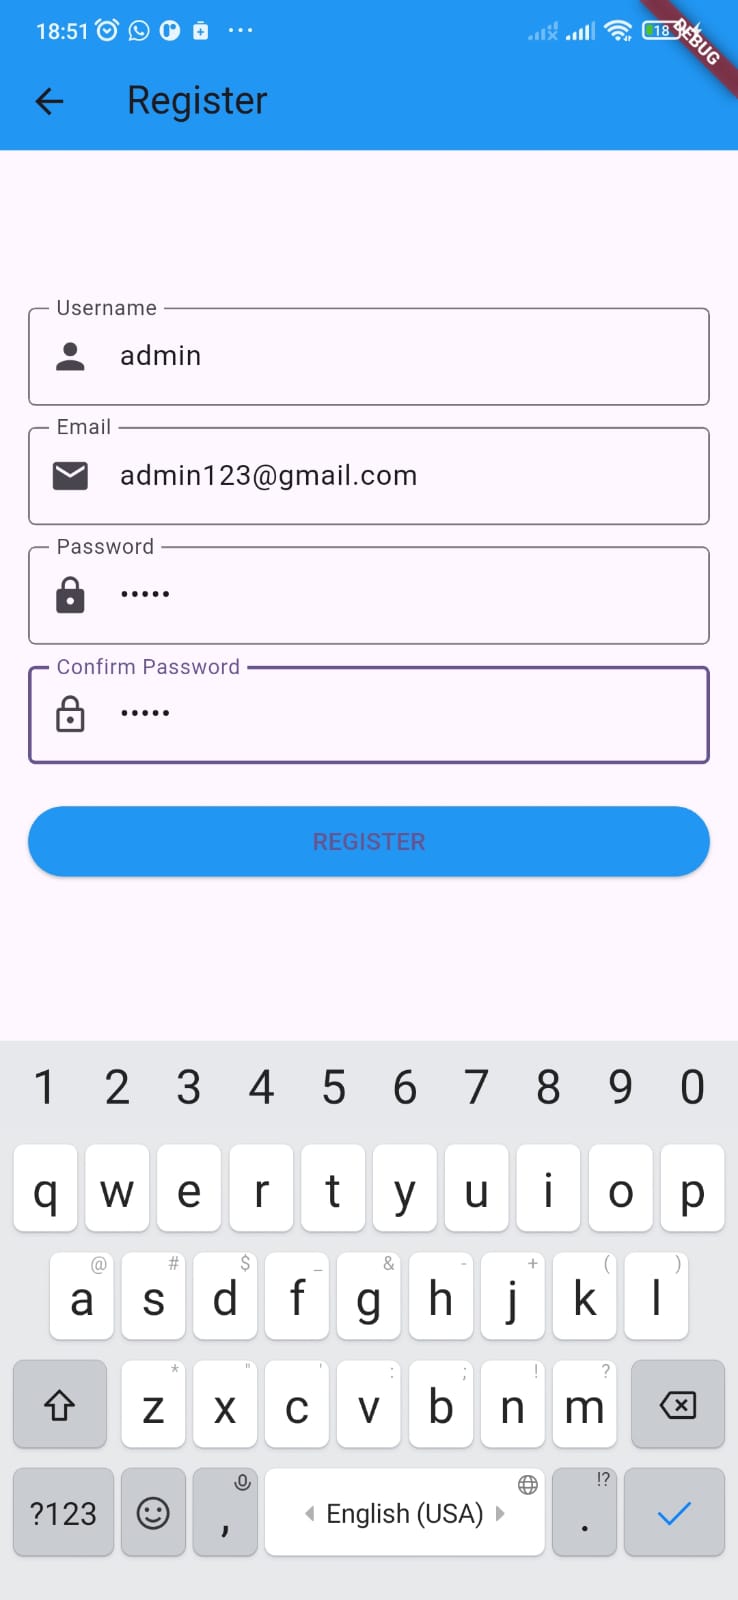 18:51 ··· 18
DEBUG
Register
Username
admin
Email
admin123@gmail.com
Password
•••••
Confirm Password
•••••
REGISTER
1 2 3 4 5 6 7 8 9 0
q w e r t y u i o p
@ # $ _ & - + ( )
a s d f g h j k l
* " ' : ; ! ?
z x c v b n m
!?
?123 , English (USA) .